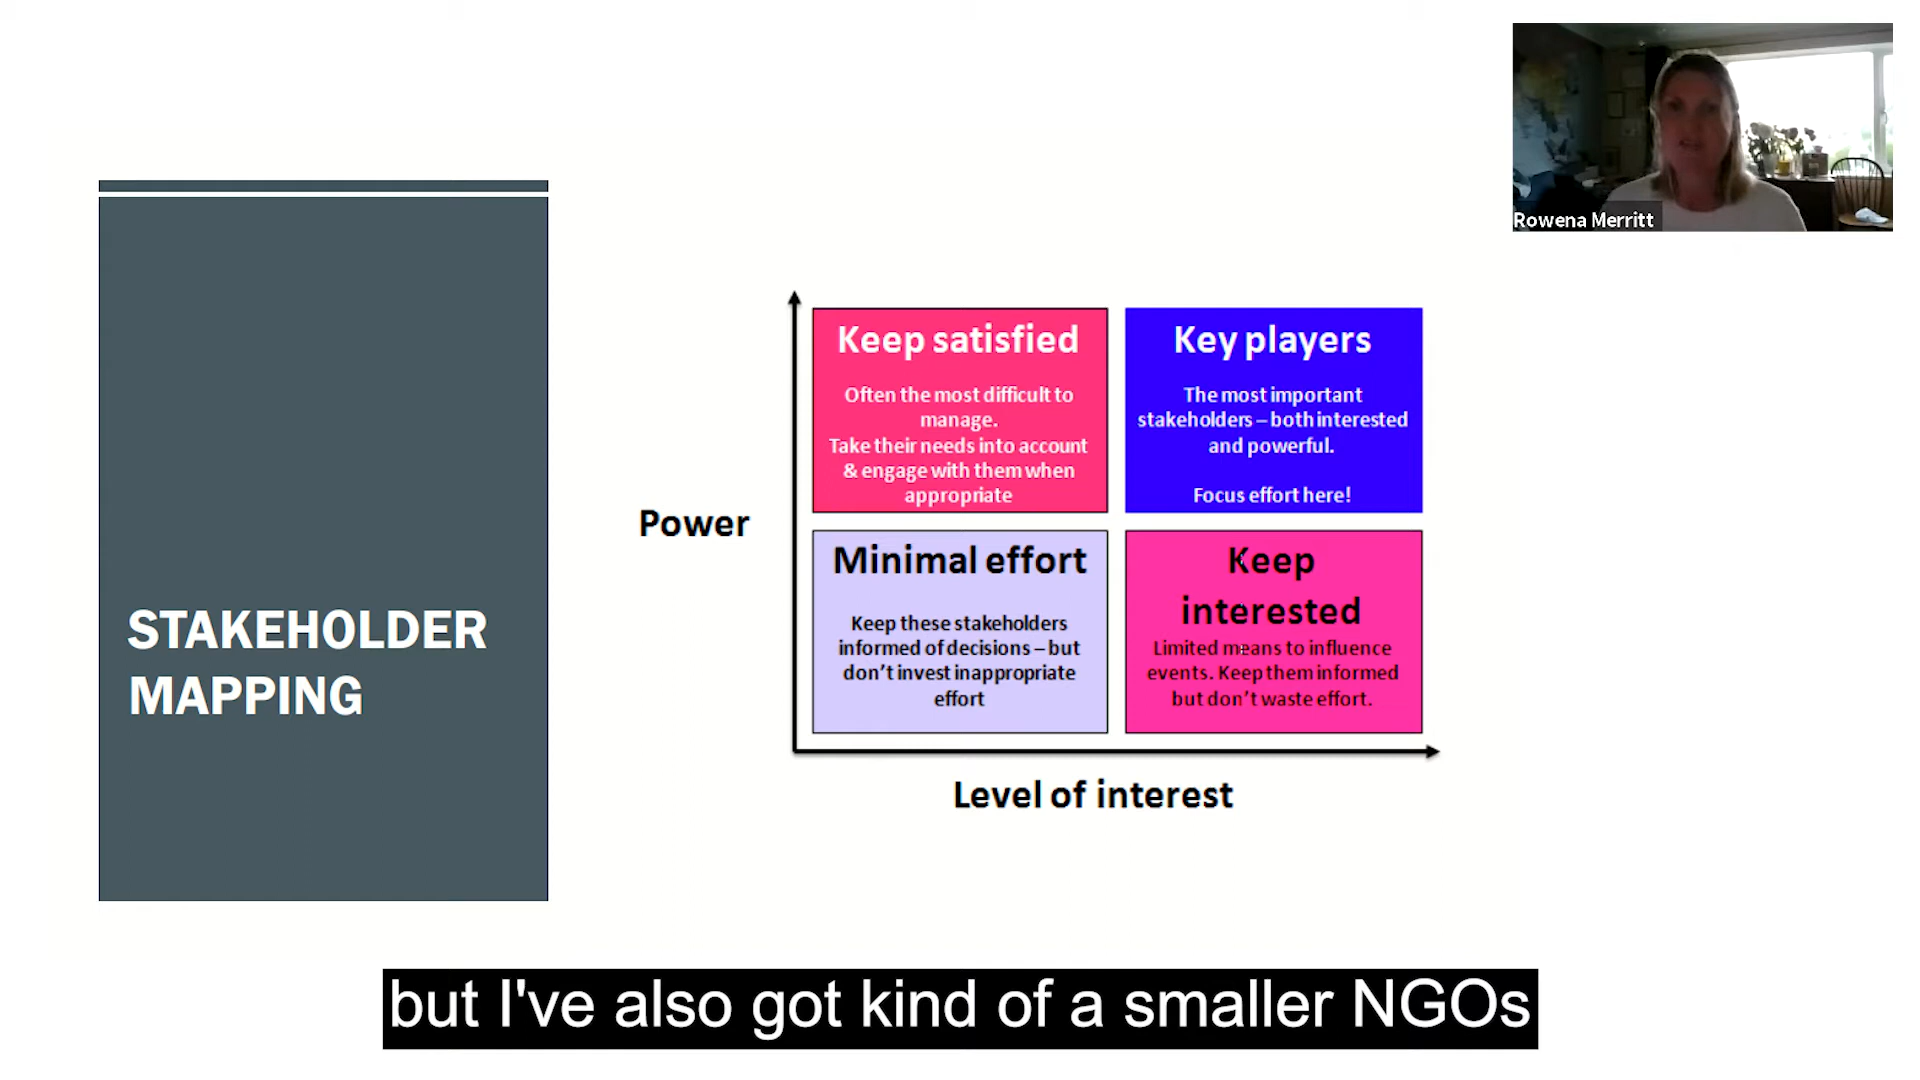 Rowena Merritt
STAKEHOLDER
MAPPING
Power
Keep satisfied
Often the most difficult to
manage.
Take their needs into account
& engage with them when
appropriate
Key players
The most important
stakeholders – both interested
and powerful.
Focus effort here!
Minimal effort
Keep these stakeholders
informed of decisions – but
don't invest inappropriate
effort
Keep
interested
Limited means to influence
events. Keep them informed
but don't waste effort.
Level of interest
but I've also got kind of a smaller NGOs